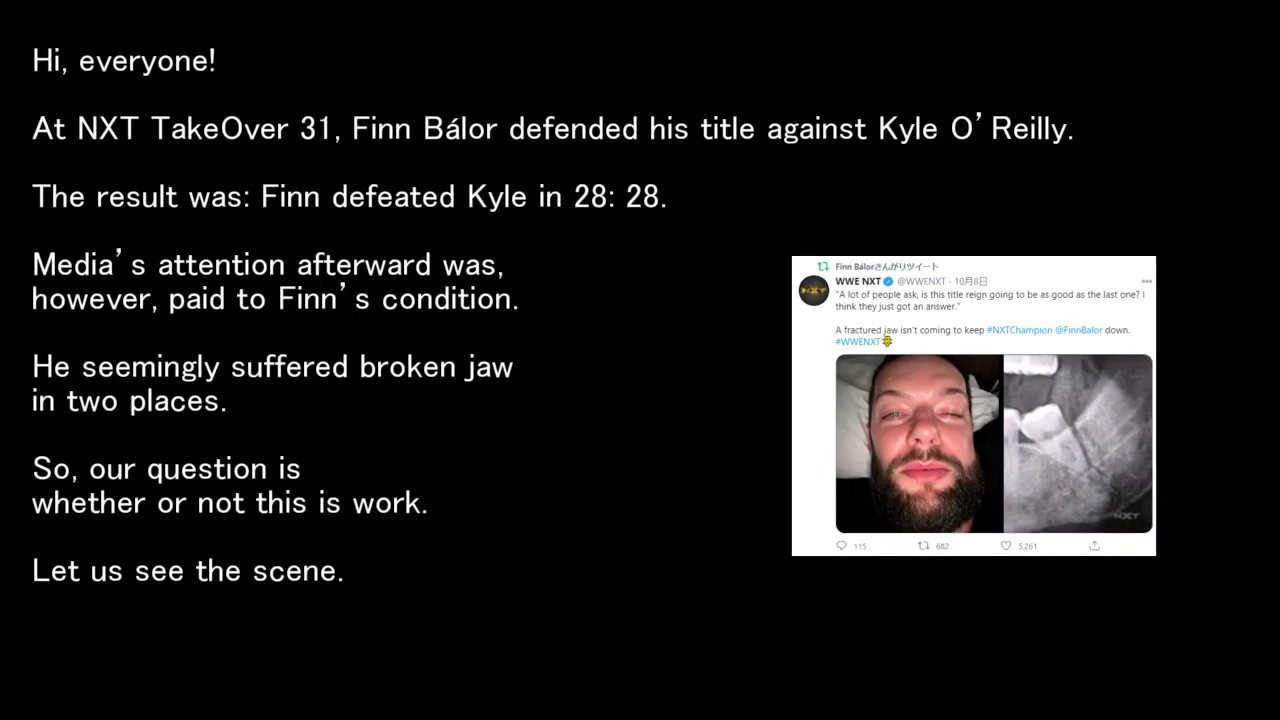 Hi, everyone!
At NXT TakeOver 31, Finn Bálor defended his title against Kyle O’Reilly.
The result was: Finn defeated Kyle in 28: 28.
Media’s attention afterward was,
however, paid to Finn’s condition.
He seemingly suffered broken jaw
in two places.
So, our question is
whether or not this is work.
Let us see the scene.
Finn Bálorさんがリツイート
WWE NXT @WWENXT · 10月8日
"A lot of people ask, is this title reign going to be as good as the last one? I
think they just got an answer."
A fractured jaw isn't coming to keep #NXTChampion @FinnBalor down.
#WWENXT
NXT
NXT
115 682 5,261